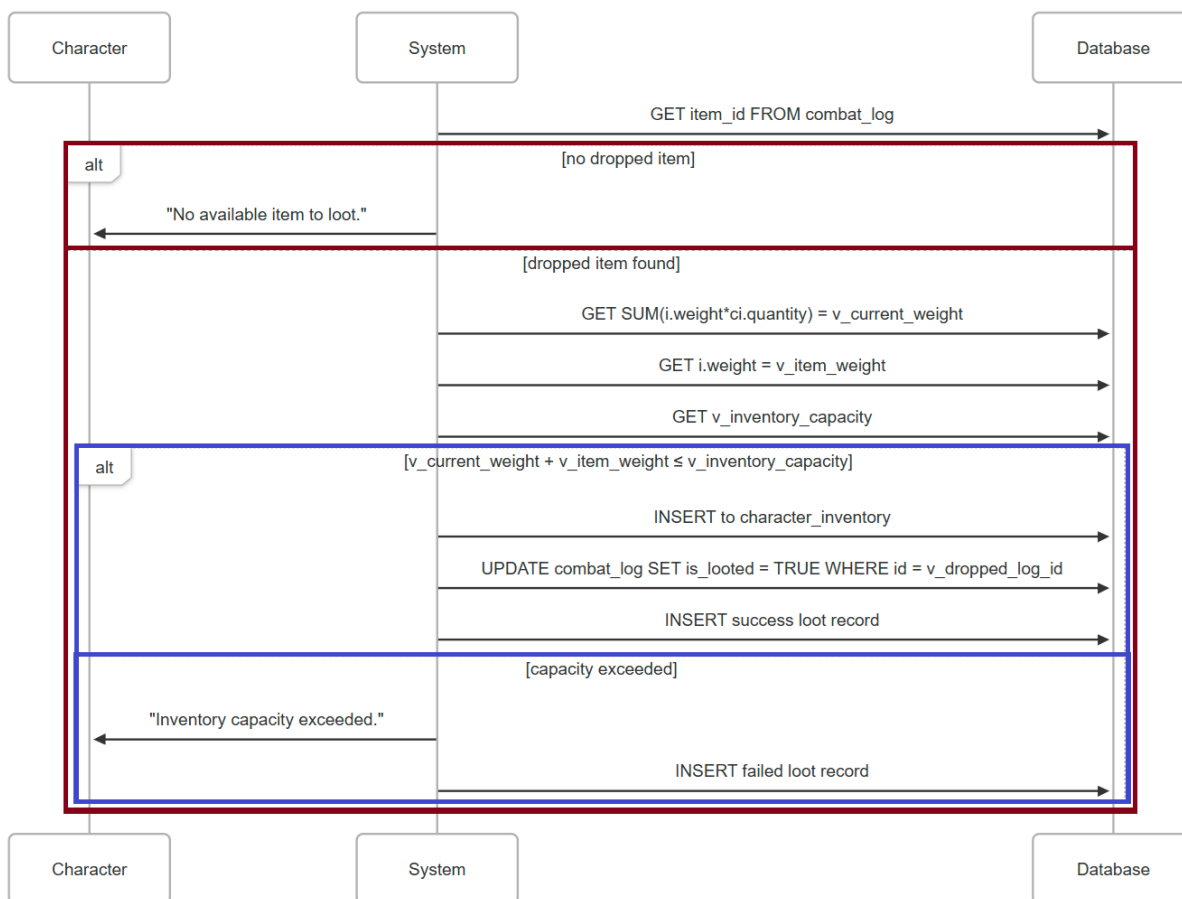 Character
System
Database
GET item_id FROM combat_log
alt
[no dropped item]
"No available item to loot."
[dropped item found]
GET SUM(i.weight*ci.quantity) = v_current_weight
GET i.weight = v_item_weight
GET v_inventory_capacity
alt
[v_current_weight + v_item_weight ≤ v_inventory_capacity]
INSERT to character_inventory
UPDATE combat_log SET is_looted = TRUE WHERE id = v_dropped_log_id
INSERT success loot record
[capacity exceeded]
"Inventory capacity exceeded."
INSERT failed loot record
Character
System
Database